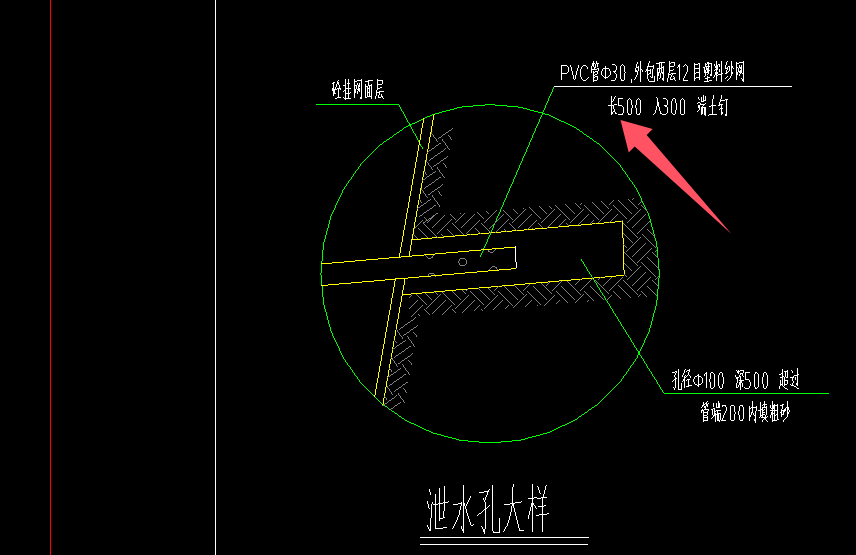 PVC管Φ30,外包两层12目塑料纱网
砼挂网面层
长500 入300 端土钉
孔径Φ100 深500 超过
管端200内填粗砂
泄水孔大样